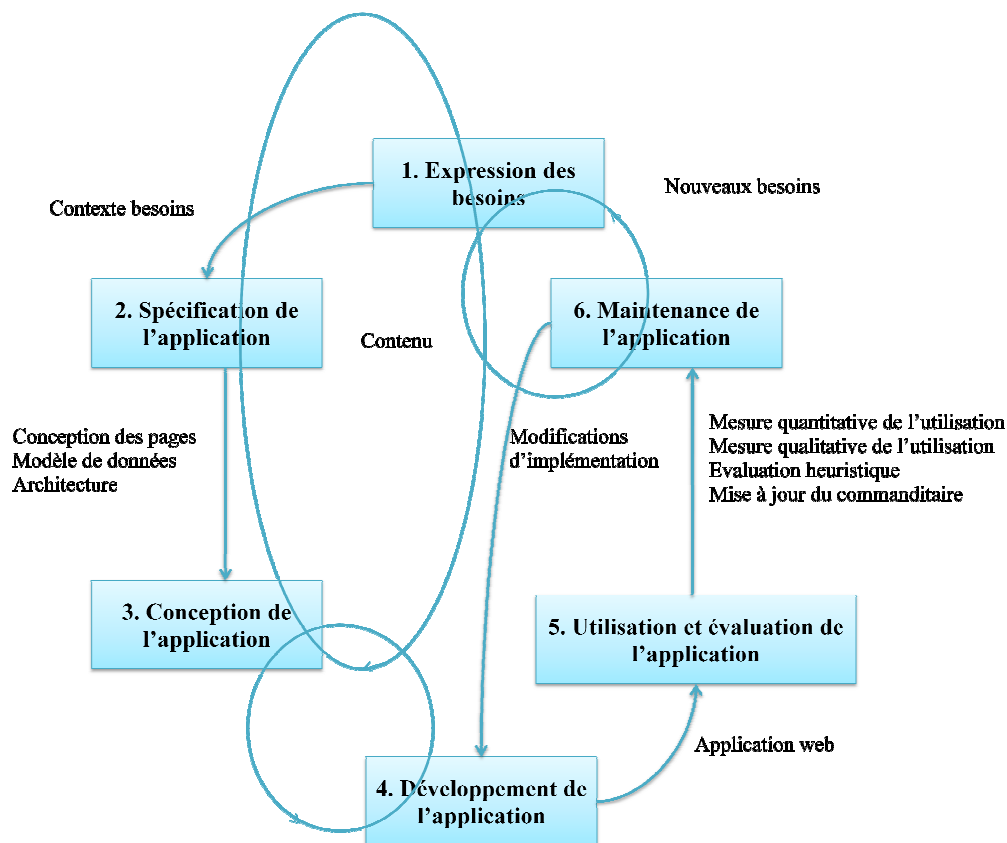 1. Expression des
besoins
Nouveaux besoins
Contexte besoins
2. Spécification de
l’application
Contenu
6. Maintenance de
l’application
Conception des pages
Modèle de données
Architecture
Modifications
d’implémentation
Mesure quantitative de l’utilisation
Mesure qualitative de l’utilisation
Evaluation heuristique
Mise à jour du commanditaire
3. Conception de
l’application
5. Utilisation et évaluation de
l’application
Application web
4. Développement de
l’application